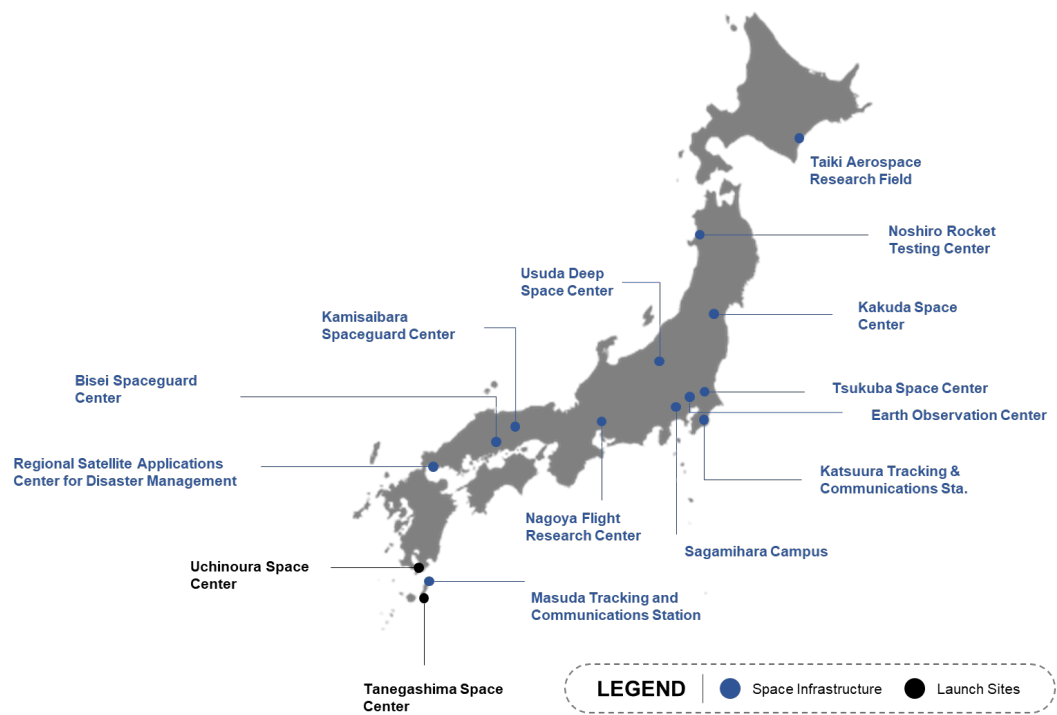 Taiki Aerospace
Research Field
Noshiro Rocket
Testing Center
Usuda Deep
Space Center
Kakuda Space
Center
Kamisaibara
Spaceguard Center
Bisei Spaceguard
Center
Tsukuba Space Center
Earth Observation Center
Regional Satellite Applications
Center for Disaster Management
Katsuura Tracking &
Communications Sta.
Nagoya Flight
Research Center
Sagamihara Campus
Uchinoura Space
Center
Masuda Tracking and
Communications Station
Tanegashima Space
Center
LEGEND
Space Infrastructure
Launch Sites